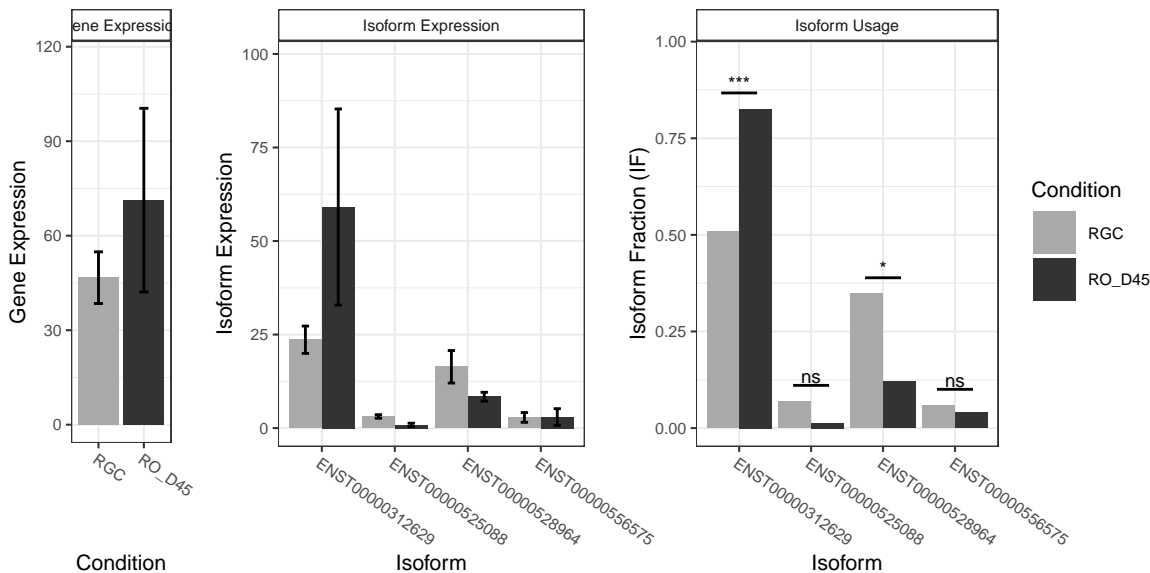 ene Expressio
Gene Expression
120
90
60
30
0
RGC
RO_D45
Condition
Isoform Expression
Isoform Expression
100
75
50
25
0
ENST00000312629
ENST00000525088
ENST00000528964
ENST00000556575
Isoform
Isoform Usage
Isoform Fraction (IF)
1.00
0.75
0.50
0.25
0.00
***
ns
*
ns
ENST00000312629
ENST00000525088
ENST00000528964
ENST00000556575
Isoform
Condition
RGC
RO_D45